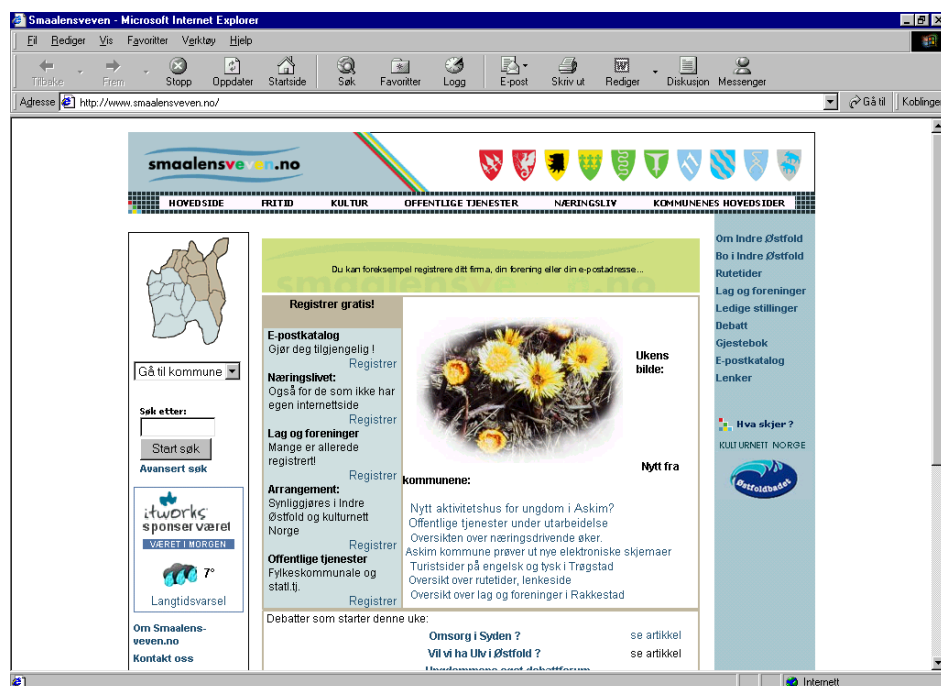 Smaalensveven - Microsoft Internet Explorer
Fil Rediger Vis Favoritter Verktøy Hjelp
Tilbake Frem Stopp Oppdater Startside Søk Favoritter Logg E-post Skriv ut Rediger Diskusjon Messenger
Adresse http://www.smaalensveven.no/ Gå til Koblinger
smaalensveven.no
HOVEDSIDE FRITID KULTUR OFFENTLIGE TJENESTER NÆRINGSLIV KOMMUNENES HOVEDSIDER
Gå til kommune
Søk etter:
Start søk
Avansert søk
itworks
sponser været
VÆRET I MORGEN
7°
Langtidsvarsel
Om Smaalens-
veven.no
Kontakt oss
Du kan foreksempel registrere ditt firma, din forening eller din e-postadresse...
Registrer gratis!
E-postkatalog
Gjør deg tilgjengelig !
Registrer
Næringslivet:
Også for de som ikke har
egen internettside
Registrer
Lag og foreninger
Mange er allerede
registrert!
Registrer
Arrangement:
Synliggjøres i Indre
Østfold og kulturnett
Norge
Registrer
Offentlige tjenester
Fylkeskommunale og
statl.tj.
Registrer
Ukens
bilde:
Nytt fra
kommunene:
Nytt aktivitetshus for ungdom i Askim?
Offentlige tjenester under utarbeidelse
Oversikten over næringsdrivende øker.
Askim kommune prøver ut nye elektroniske skjemaer
Turistsider på engelsk og tysk i Trøgstad
Oversikt over rutetider, lenkeside
Oversikt over lag og foreninger i Rakkestad
Debatter som starter denne uke:
Omsorg i Syden ? se artikkel
Vil vi ha Ulv i Østfold ? se artikkel
Ungdommens eget debattforum
Om Indre Østfold
Bo i Indre Østfold
Rutetider
Lag og foreninger
Ledige stillinger
Debatt
Gjestebok
E-postkatalog
Lenker
Hva skjer ?
KULTURNETT NORGE
Østfoldbadet
Internett